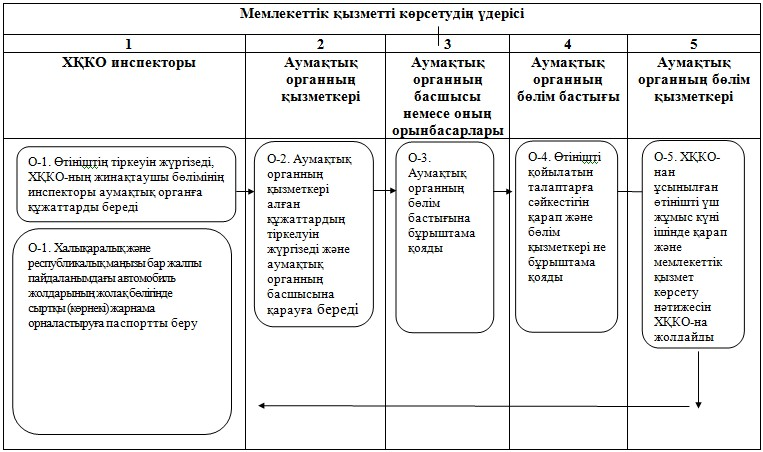 Мемлекеттік қызметті көрсетудің үдерісі
1
2
3
4
5
ХҚКО инспекторы
Аумақтық
органның
қызметкері
Аумақтық
органның
басшысы
немесе оның
орынбасарлары
Аумақтық
органның
бөлім бастығы
Аумақтық
органның бөлім
қызметкері
О-1. Өтініштің тіркеуін жүргізеді,
ХҚКО-ның жинақтаушы бөлімінің
инспекторы аумақтық органға
құжаттарды береді
О-1. Халықаралық және
республикалық маңызы бар жалпы
пайдаланымдағы автомобиль
жолдарының жолақ бөлігінде
сыртқы (көрнекі) жарнама
орналастыруға паспортты беру
О-2. Аумақтық
органның
қызметкері
алған
құжаттардың
тіркелуін
жүргізеді және
аумақтық
органның
басшысына
қарауға береді
О-3.
Аумақтық
органның
бөлім
бастығына
бұрыштама
қояды
О-4. Өтінішті
қойылатын
талаптарға
сәйкестігін
қарап және
бөлім
қызметкері не
бұрыштама
қояды
О-5. ХҚКО-
нан
ұсынылған
өтінішті үш
жұмыс күні
ішінде қарап
және
мемлекеттік
қызмет
көрсету
нәтижесін
ХҚКО-на
жолдайды